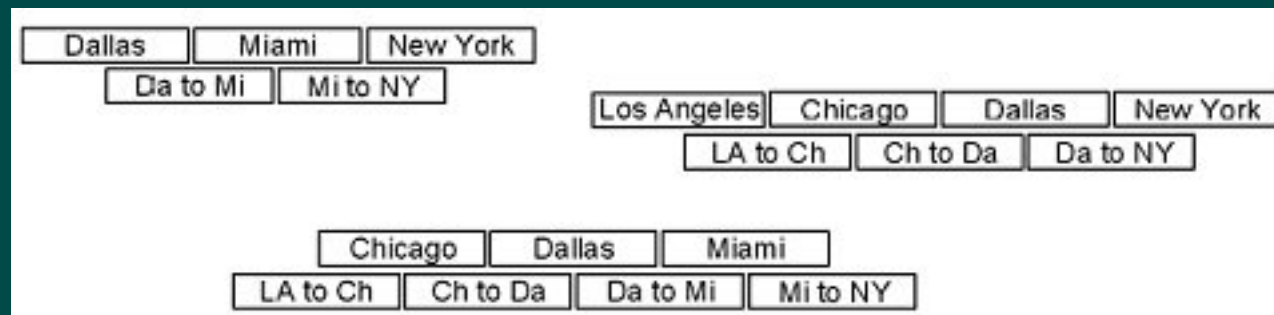 Dallas Miami New York
Da to Mi Mi to NY
Los Angeles Chicago Dallas New York
LA to Ch Ch to Da Da to NY
Chicago Dallas Miami
LA to Ch Ch to Da Da to Mi Mi to NY